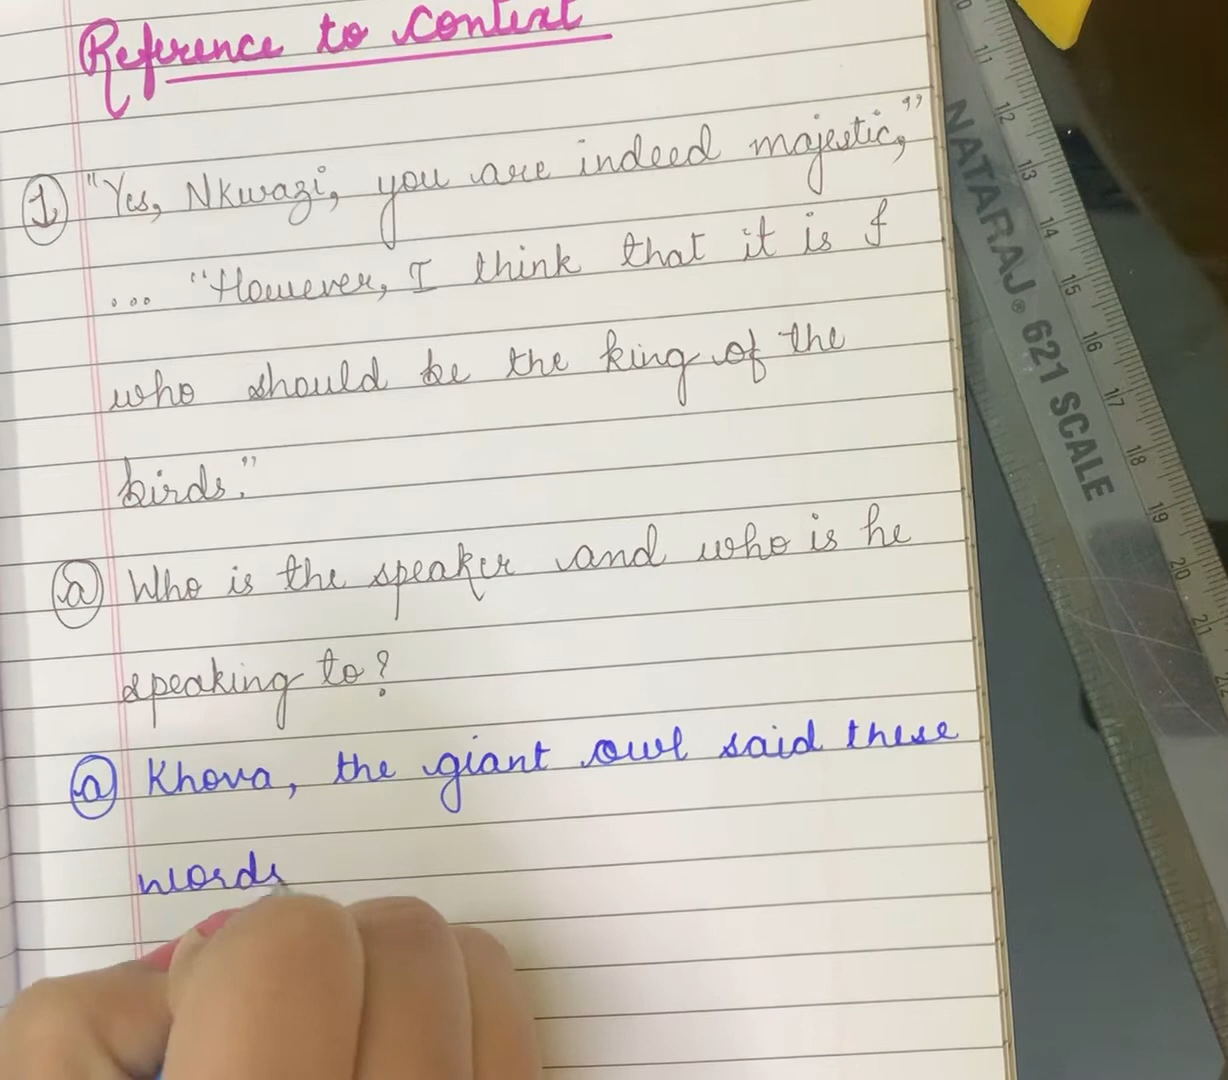 Reference to context
1 "Yes, Nkwazi, you are indeed majestic,"
... "However, I think that it is I
who should be the king of the
birds."
a Who is the speaker and who is he
speaking to?
a Khova, the giant owl said these
words
NATARAJ® 621 SCALE
11 12 13 14 15 16 17 18 19 20 21